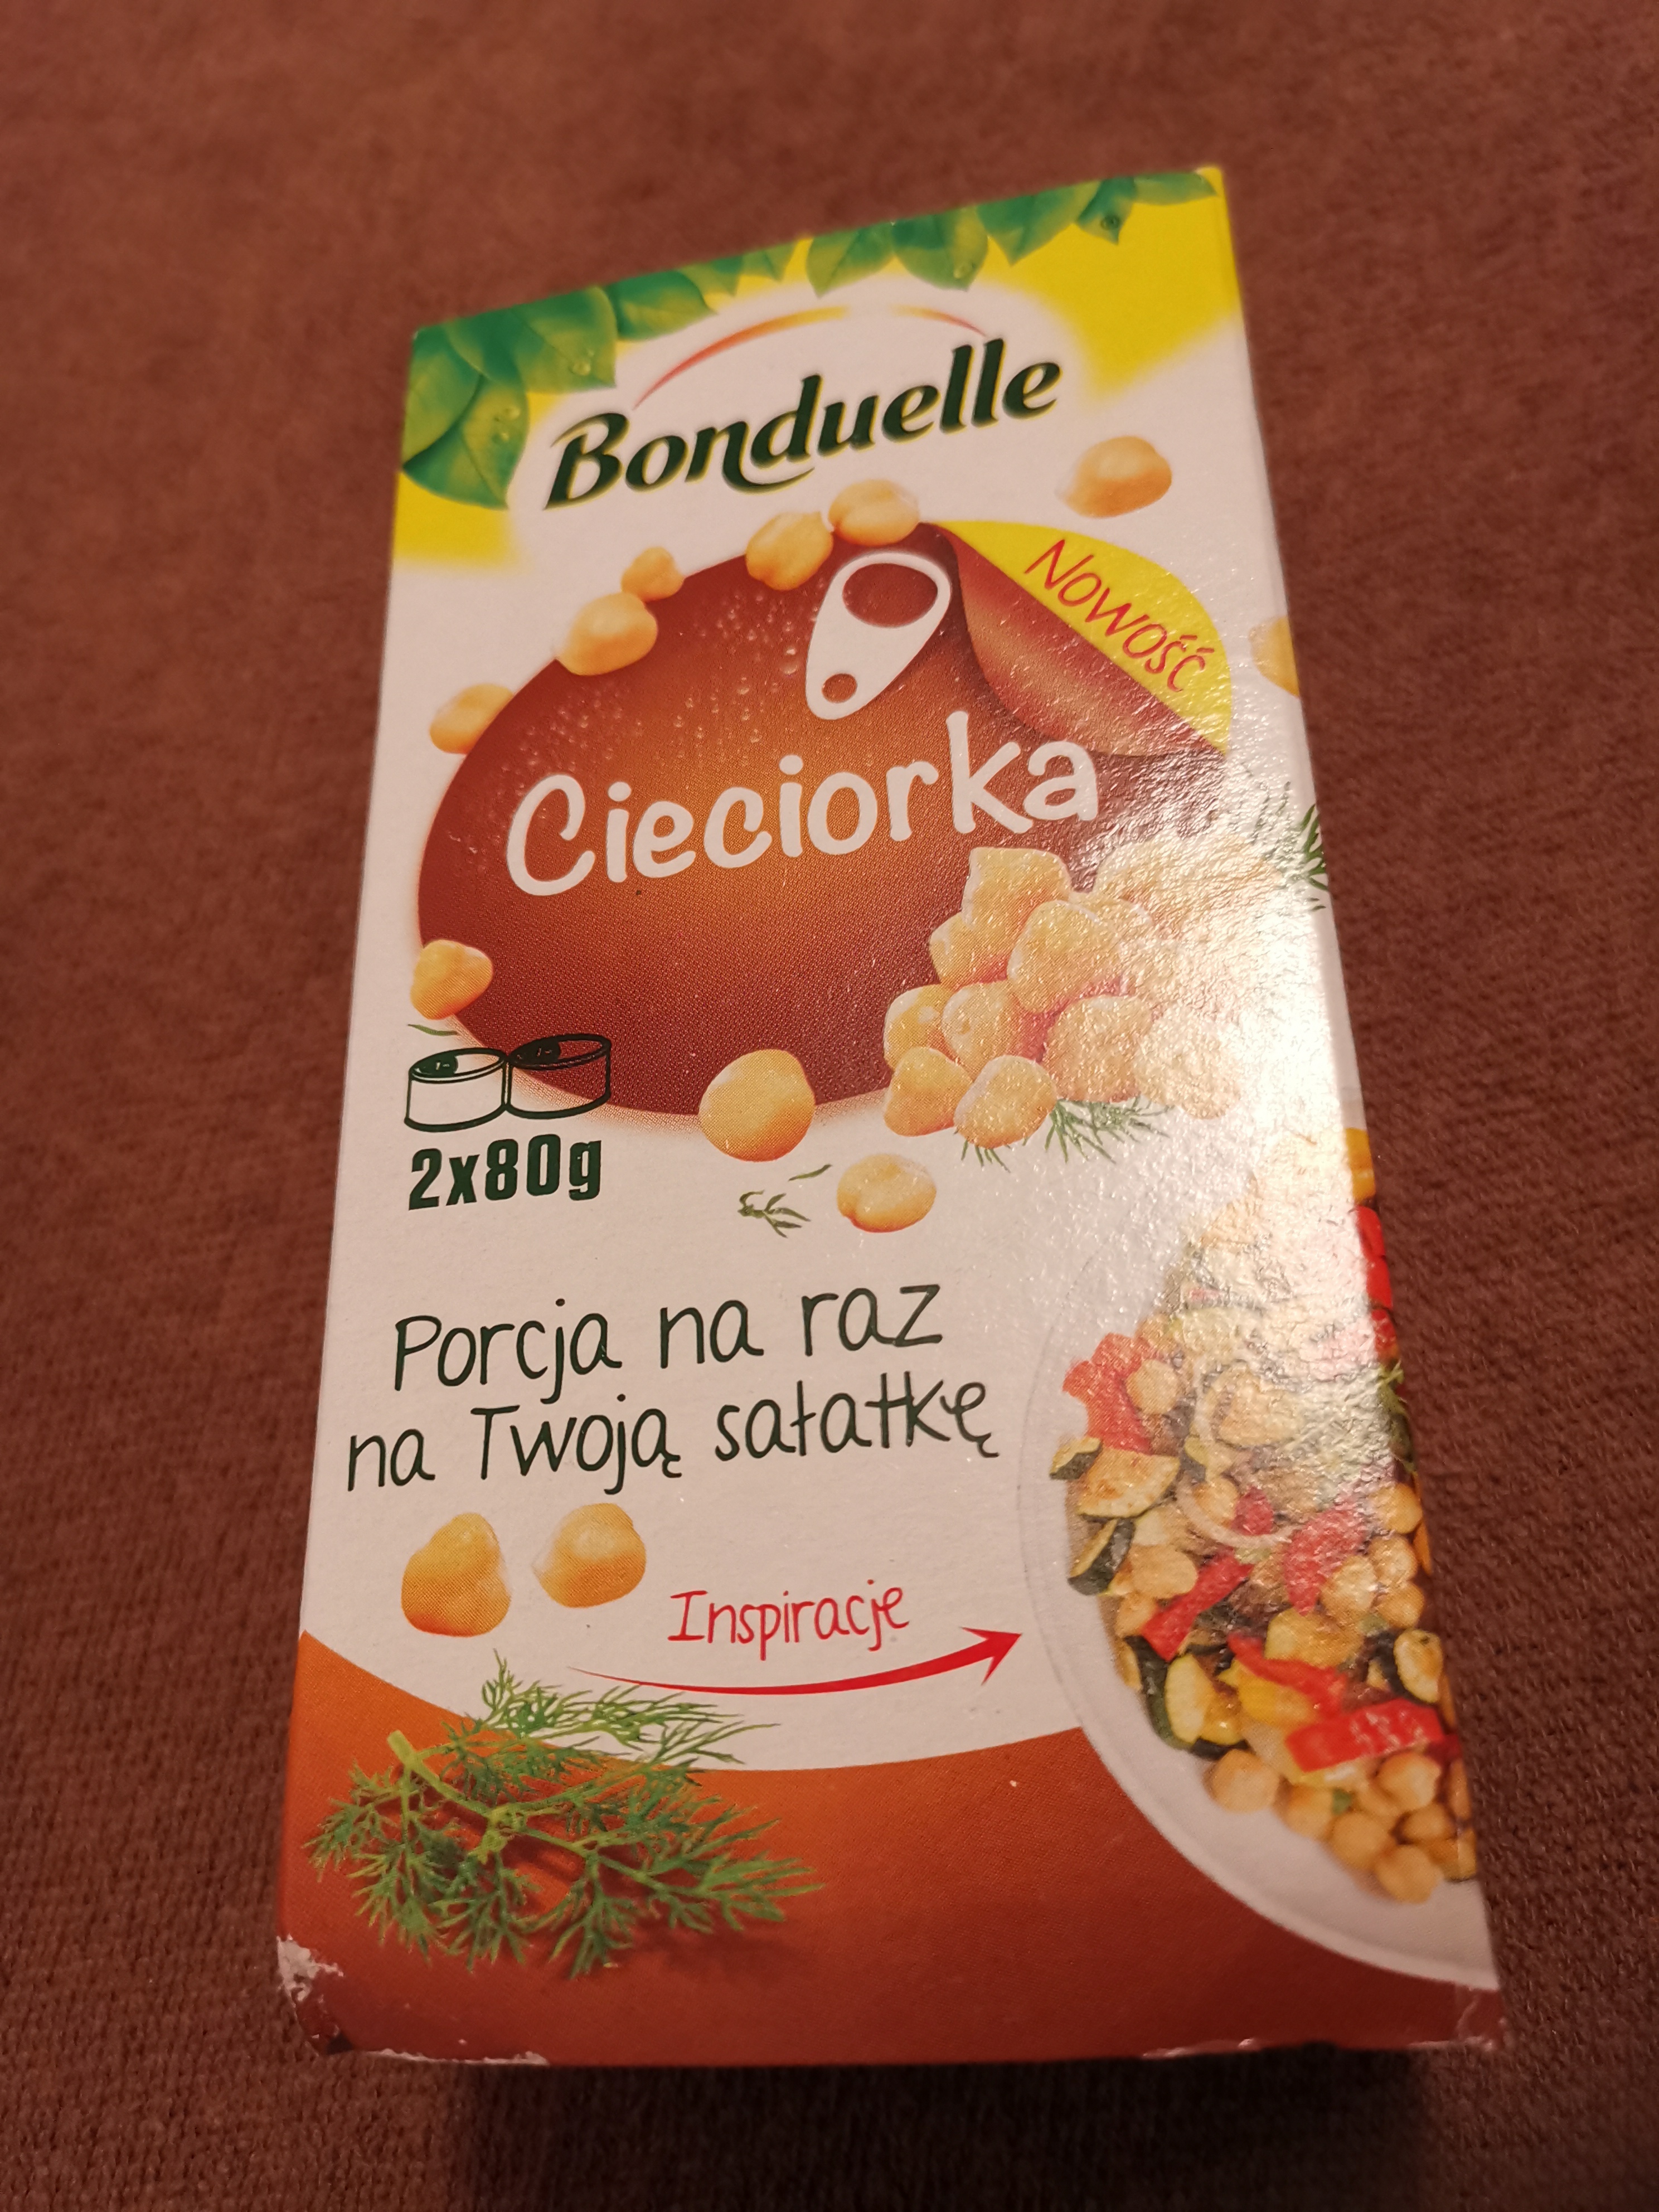 Bonduelle
Nowość
Cieciorka
2x80g
Porcja na raz
na Twoją sałatkę
Inspiracje